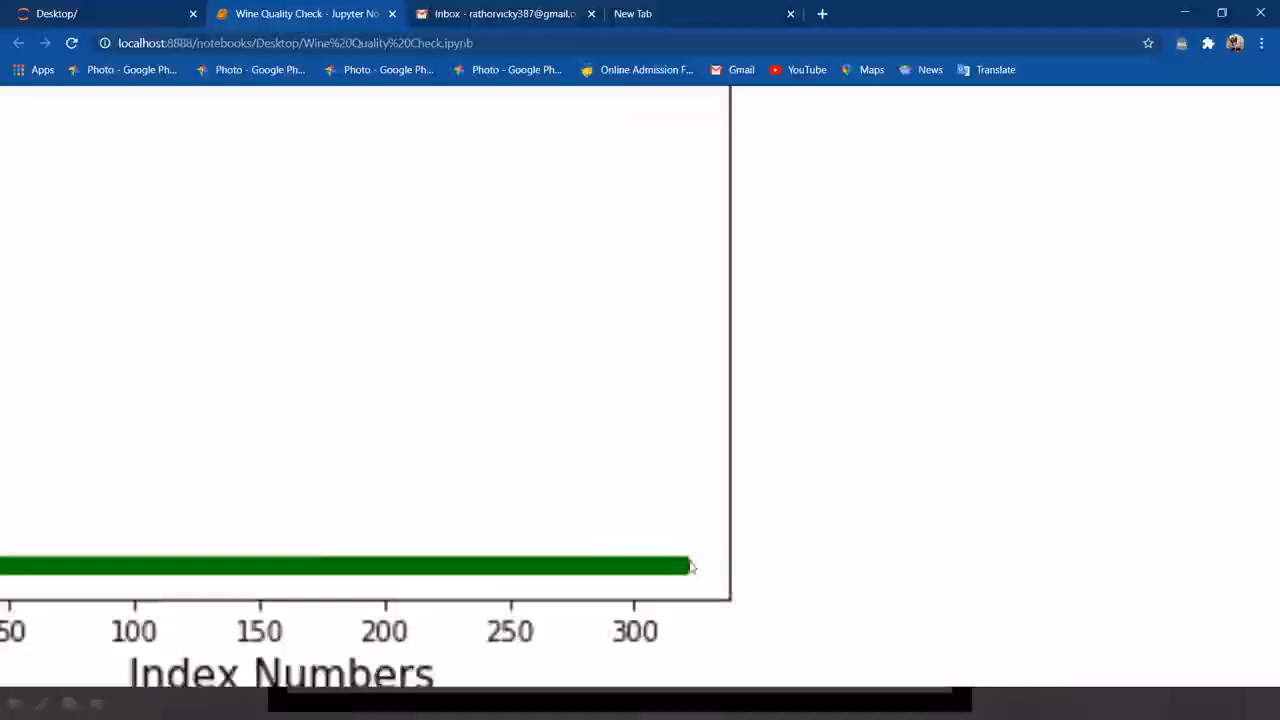 Desktop/
Wine Quality Check - Jupyter No
Inbox - rathorvicky387@gmail.c
New Tab
localhost:8888/notebooks/Desktop/Wine%20Quality%20Check.ipynb
Apps
Photo - Google Ph...
Photo - Google Ph...
Photo - Google Ph...
Photo - Google Ph...
Online Admission F...
Gmail
YouTube
Maps
News
Translate
50 100 150 200 250 300
Index Numbers